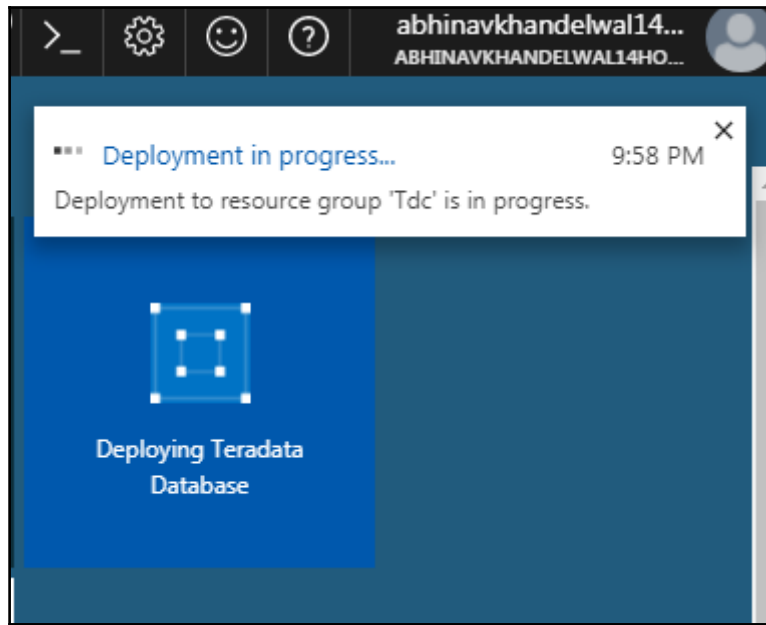 abhinavkhandelwal14...
ABHINAVKHANDELWAL14HO...
Deployment in progress...
9:58 PM
Deployment to resource group 'Tdc' is in progress.
Deploying Teradata
Database